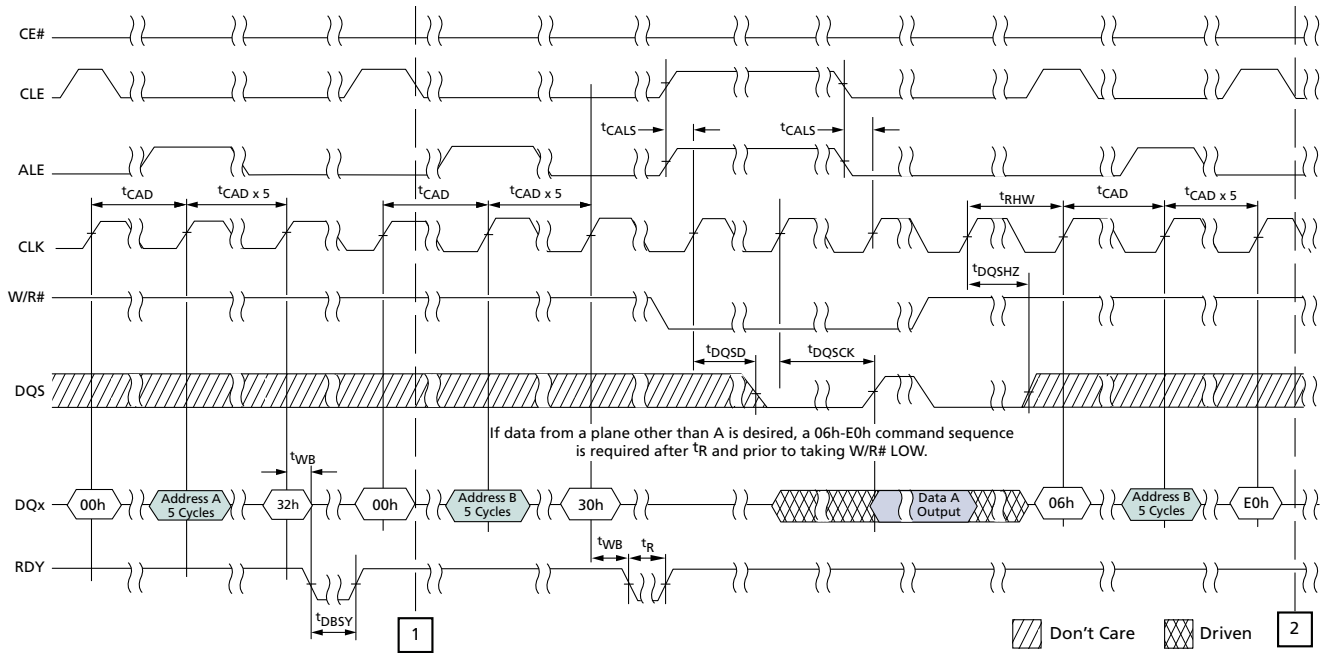 CE#
CLE
tCALS
tCALS
ALE
tCAD
tCAD x 5
tCAD
tCAD x 5
tRHW
tCAD
tCAD x 5
CLK
tDQSHZ
W/R#
tDQSD
tDQSCK
DQS
If data from a plane other than A is desired, a 06h-E0h command sequence
is required after tR and prior to taking W/R# LOW.
tWB
DQx
00h
Address A
5 Cycles
32h
00h
Address B
5 Cycles
30h
Data A
Output
06h
Address B
5 Cycles
E0h
tWB
tR
RDY
tDBSY
1
Don't Care
Driven
2